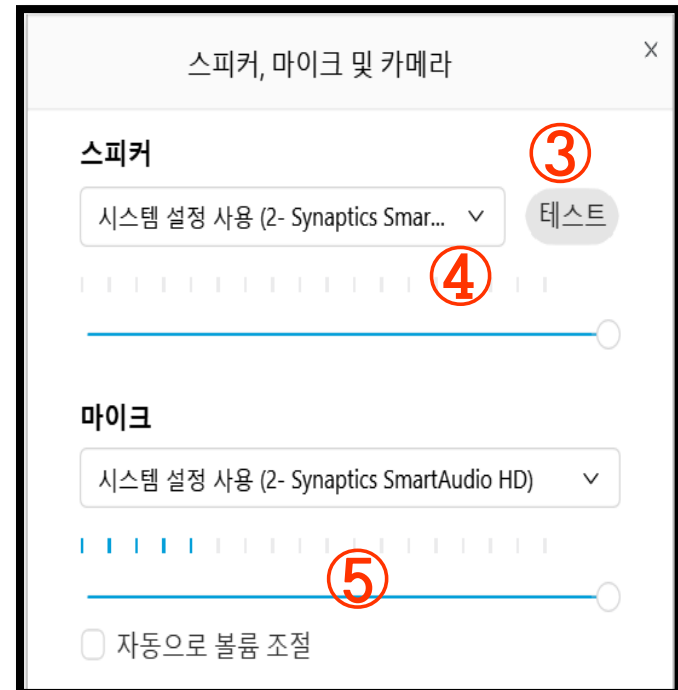 스피커, 마이크 및 카메라
스피커
③
시스템 설정 사용 (2- Synaptics Smar...
테스트
④
마이크
시스템 설정 사용 (2- Synaptics SmartAudio HD)
⑤
자동으로 볼륨 조절